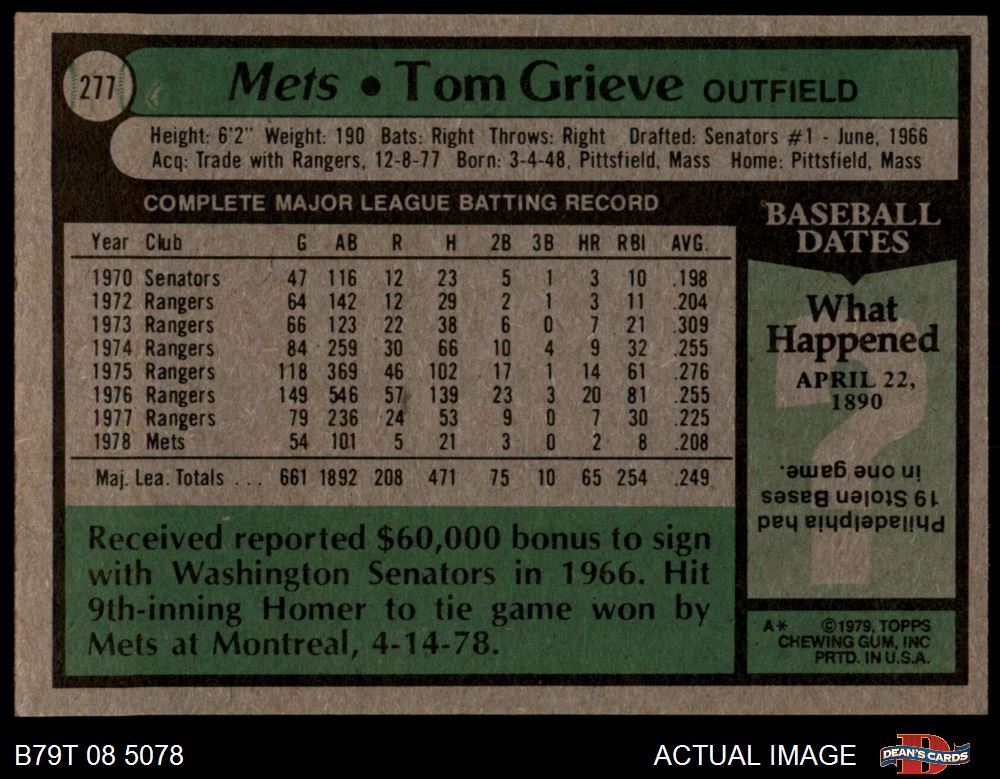 277
Mets • Tom Grieve OUTFIELD
Height: 6'2" Weight: 190 Bats: Right Throws: Right Drafted: Senators #1 - June, 1966
Acq: Trade with Rangers, 12-8-77 Born: 3-4-48, Pittsfield, Mass Home: Pittsfield, Mass
COMPLETE MAJOR LEAGUE BATTING RECORD
Year Club G AB R H 2B 3B HR RBI AVG.
1970 Senators 47 116 12 23 5 1 3 10 .198
1972 Rangers 64 142 12 29 2 1 3 11 .204
1973 Rangers 66 123 22 38 6 0 7 21 .309
1974 Rangers 84 259 30 66 10 4 9 32 .255
1975 Rangers 118 369 46 102 17 1 14 61 .276
1976 Rangers 149 546 57 139 23 3 20 81 .255
1977 Rangers 79 236 24 53 9 0 7 30 .225
1978 Mets 54 101 5 21 3 0 2 8 .208
Maj. Lea. Totals . . . 661 1892 208 471 75 10 65 254 .249
Received reported $60,000 bonus to sign
with Washington Senators in 1966. Hit
9th-inning Homer to tie game won by
Mets at Montreal, 4-14-78.
BASEBALL
DATES
What
Happened
APRIL 22,
1890
?
Philadelphia had
19 Stolen Bases
in one game.
A* ©1979, TOPPS
CHEWING GUM, INC
PRTD. IN U.S.A.
B79T 08 5078
ACTUAL IMAGE
D
DEAN'S CARDS